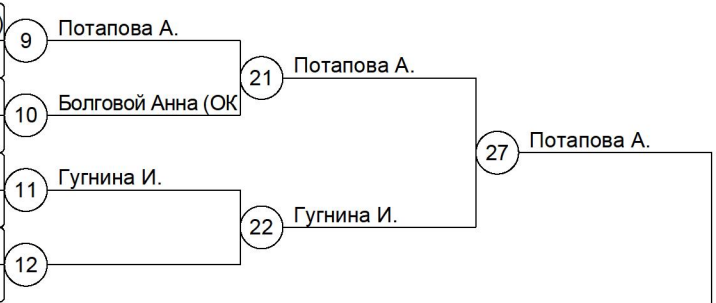 9 Потапова А.
21 Потапова А.
10 Болговой Анна (ОК
27 Потапова А.
11 Гугнина И.
22 Гугнина И.
12